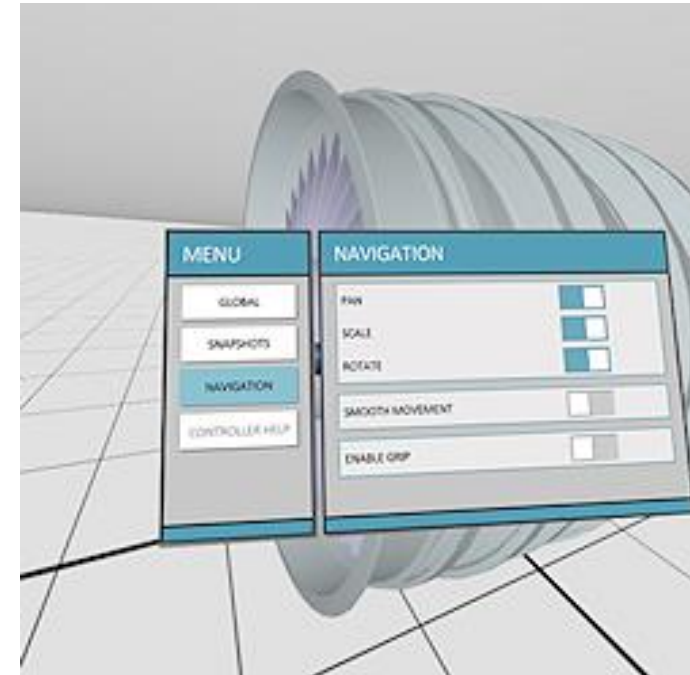 MENU
GLOBAL
SNAPSHOTS
NAVIGATION
CONTROLLER HELP
NAVIGATION
PAN
SCALE
ROTATE
SMOOTH MOVEMENT
ENABLE GRIP